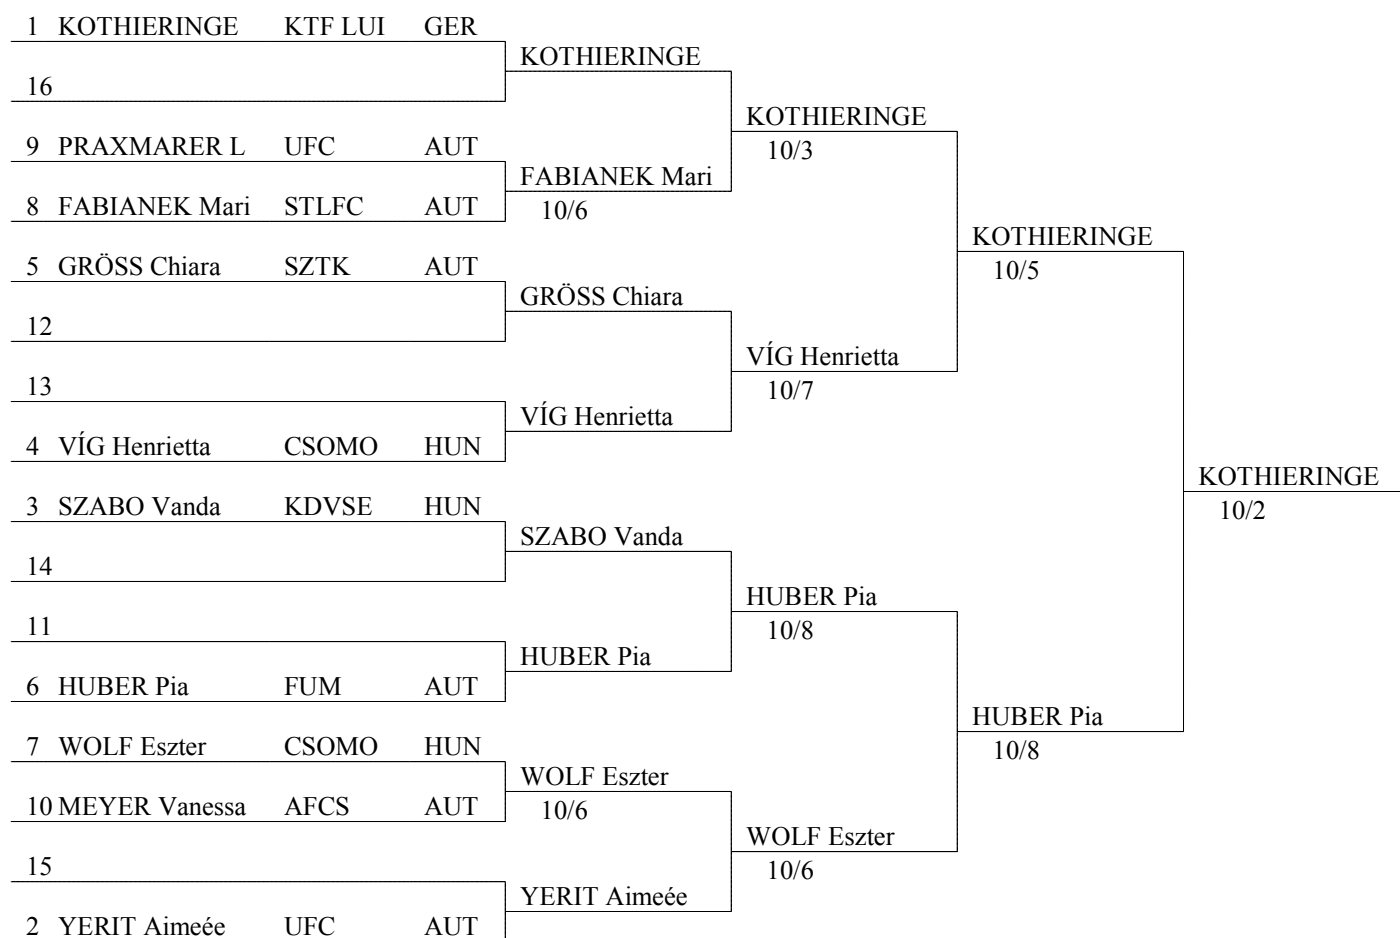 1 KOTHIERINGE KTF LUI GER
KOTHIERINGE
16
KOTHIERINGE
10/3
9 PRAXMARER L UFC AUT
FABIANEK Mari
10/6
8 FABIANEK Mari STLFC AUT
KOTHIERINGE
10/5
5 GRÖSS Chiara SZTK AUT
GRÖSS Chiara
12
VÍG Henrietta
10/7
13
VÍG Henrietta
4 VÍG Henrietta CSOMO HUN
KOTHIERINGE
10/2
3 SZABO Vanda KDVSE HUN
SZABO Vanda
14
HUBER Pia
10/8
11
HUBER Pia
6 HUBER Pia FUM AUT
HUBER Pia
10/8
7 WOLF Eszter CSOMO HUN
WOLF Eszter
10/6
10 MEYER Vanessa AFCS AUT
WOLF Eszter
10/6
15
YERIT Aimeée
2 YERIT Aimeée UFC AUT